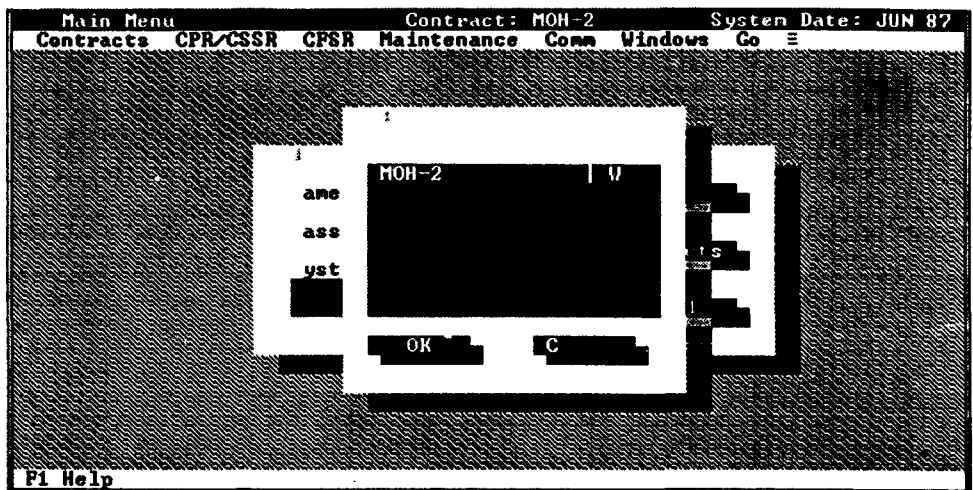 Main Menu Contract: MOH-2 System Date: JUN 87
Contracts CPR/CSSR CFSR Maintenance Comm Windows Go ≡
MOH-2 | W
ame
ass
yst
OK C
F1 Help